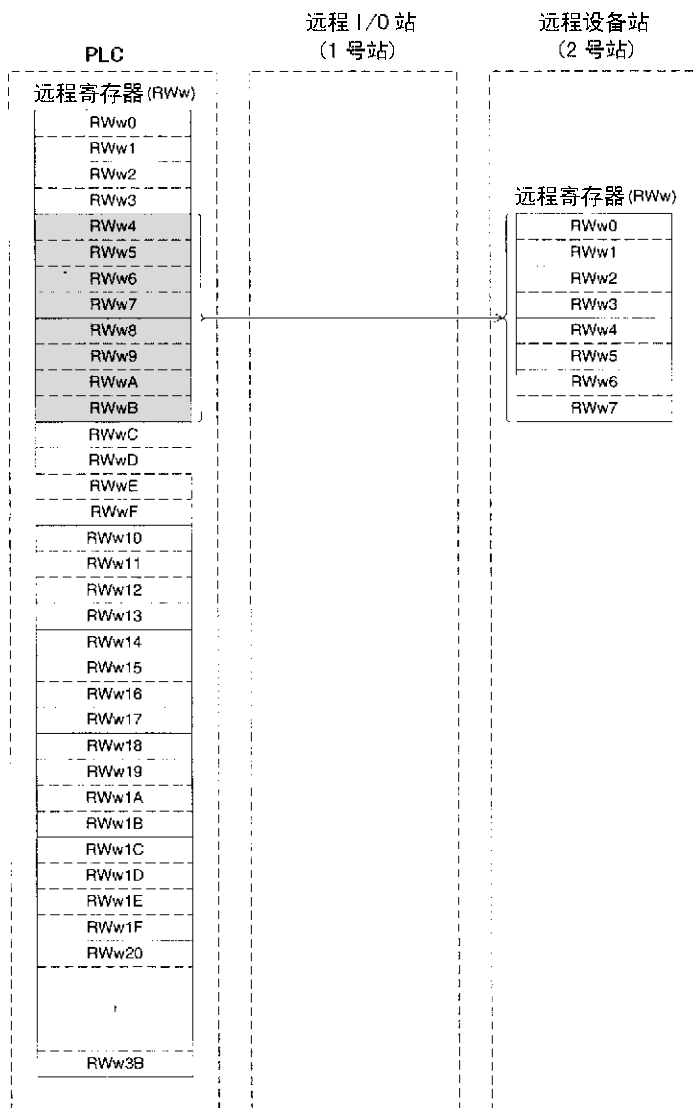 远程 I/O 站
(1 号站)
远程设备站
(2 号站)
PLC
远程寄存器 (RWw)
RWw0
RWw1
RWw2
RWw3
RWw4
RWw5
RWw6
RWw7
RWw8
RWw9
RWwA
RWwB
RWwC
RWwD
RWwE
RWwF
RWw10
RWw11
RWw12
RWw13
RWw14
RWw15
RWw16
RWw17
RWw18
RWw19
RWw1A
RWw1B
RWw1C
RWw1D
RWw1E
RWw1F
RWw20
RWw3B
远程寄存器 (RWw)
RWw0
RWw1
RWw2
RWw3
RWw4
RWw5
RWw6
RWw7